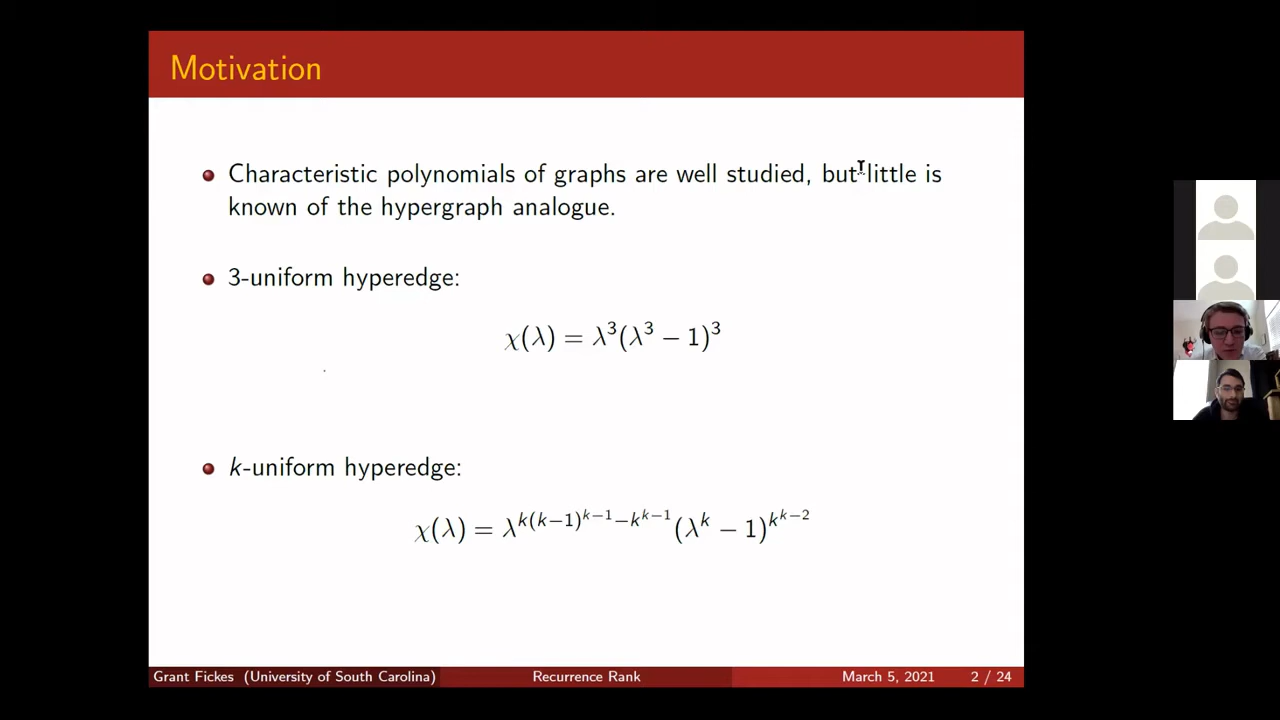 Motivation
Characteristic polynomials of graphs are well studied, but little is
known of the hypergraph analogue.
3-uniform hyperedge:
χ(λ) = λ³(λ³ − 1)³
k-uniform hyperedge:
χ(λ) = λ^{k(k−1)^{k−1}−k^{k−1}}(λ^k − 1)^{k^{k−2}}
Grant Fickes (University of South Carolina) Recurrence Rank March 5, 2021 2 / 24